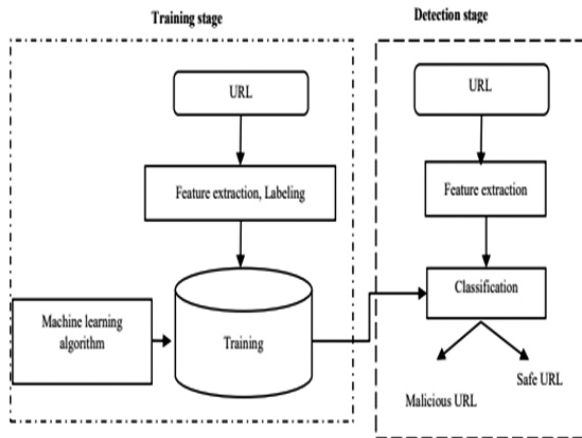 Training stage
URL
Feature extraction, Labeling
Machine learning
algorithm
Training
Detection stage
URL
Feature extraction
Classification
Malicious URL
Safe URL